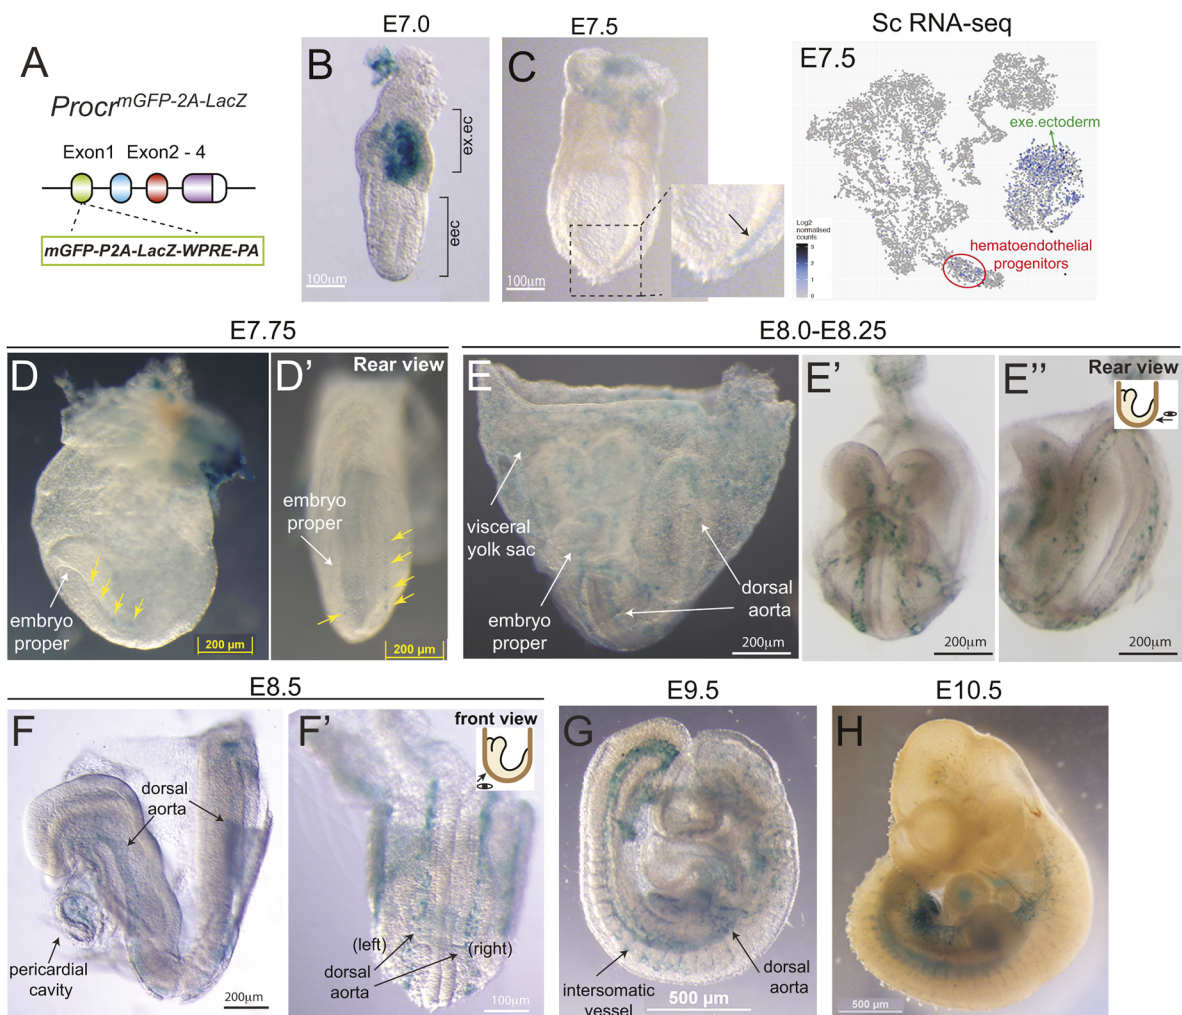 A
Procr mGFP-2A-LacZ
Exon1 Exon2 - 4
mGFP-P2A-LacZ-WPRE-PA
E7.0
B
ex.ec
eec
100μm
E7.5
C
100μm
Sc RNA-seq
E7.5
exe.ectoderm
Log2
normalised
counts
3
2
1
0
hematoendothelial
progenitors
E7.75
D
embryo
proper
200 μm
D'
Rear view
embryo
proper
200 μm
E8.0-E8.25
E
visceral
yolk sac
embryo
proper
dorsal
aorta
200μm
E'
200μm
E''
Rear view
200μm
E8.5
F
dorsal
aorta
pericardial
cavity
200μm
F'
front view
(left)
(right)
dorsal
aorta
100μm
E9.5
G
intersomatic
vessel
dorsal
aorta
500 μm
E10.5
H
500 μm